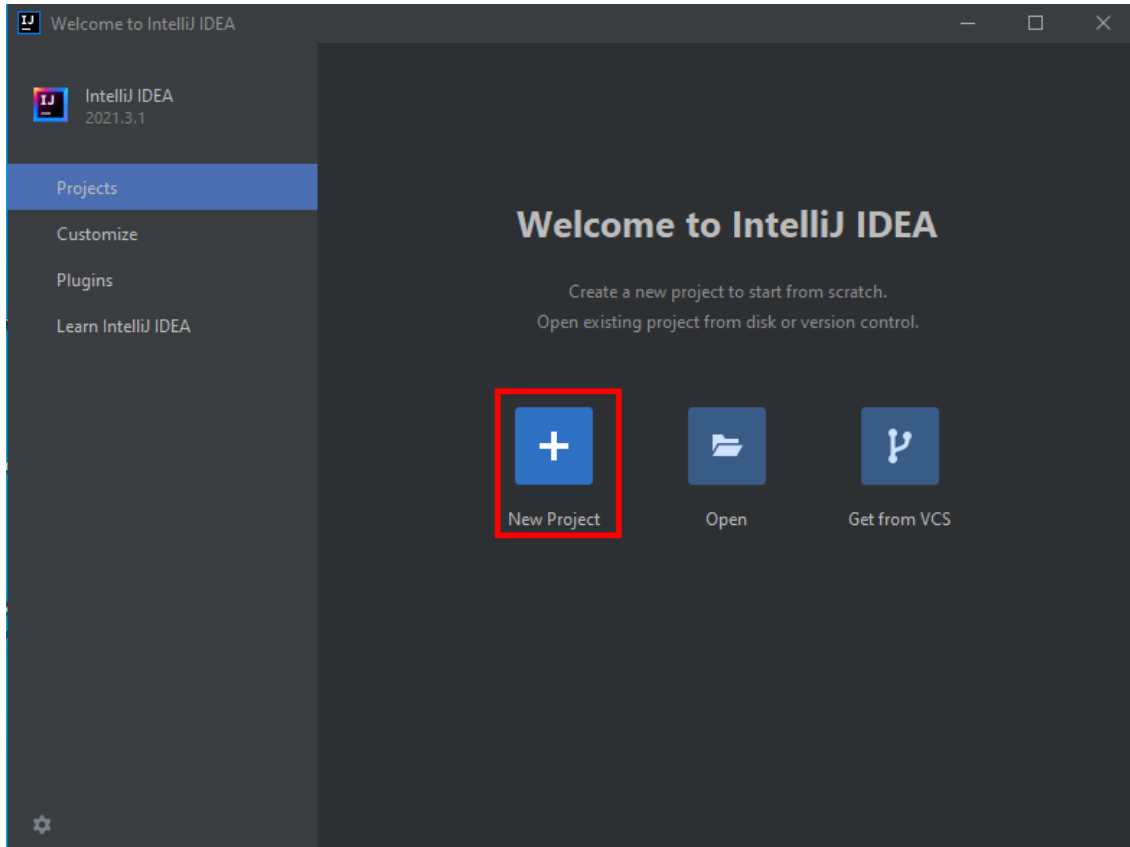 Welcome to IntelliJ IDEA
IntelliJ IDEA
2021.3.1
Projects
Customize
Plugins
Learn IntelliJ IDEA
Welcome to IntelliJ IDEA
Create a new project to start from scratch.
Open existing project from disk or version control.
New Project
Open
Get from VCS